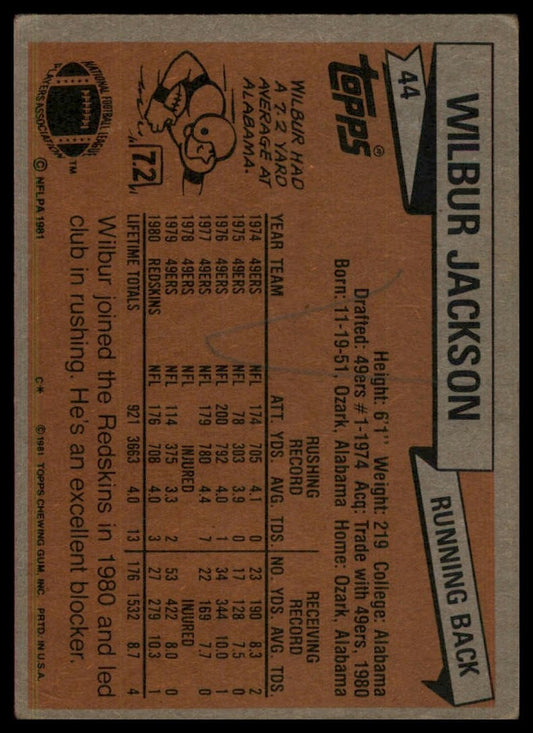 44
WILBUR JACKSON
RUNNING BACK
topps®
Height: 6'1" Weight: 219 College: Alabama
Drafted: 49ers #1-1974 Acq: Trade with 49ers, 1980
Born: 11-19-51, Ozark, Alabama Home: Ozark, Alabama
WILBUR HAD
A 7.2 YARD
AVERAGE AT
ALABAMA.
7.2
RUSHING RECORD RECEIVING RECORD
YEAR TEAM ATT. YDS. AVG. TDS. NO. YDS. AVG. TDS.
1974 49ERS NFL 174 705 4.1 0 23 190 8.3 2
1975 49ERS NFL 78 303 3.9 0 17 128 7.5 0
1976 49ERS NFL 200 792 4.0 1 34 344 10.0 1
1977 49ERS NFL 179 780 4.4 7 22 169 7.7 0
1978 49ERS NFL INJURED INJURED
1979 49ERS NFL 114 375 3.3 2 53 422 8.0 0
1980 REDSKINS NFL 176 708 4.0 3 27 279 10.3 1
LIFETIME TOTALS 921 3663 4.0 13 176 1532 8.7 4
Wilbur joined the Redskins in 1980 and led
club in rushing. He's an excellent blocker.
NATIONAL FOOTBALL LEAGUE
PLAYERS ASSOCIATION
TM
© NFLPA 1981
C* ©1981 TOPPS CHEWING GUM, INC. PRTD. IN U.S.A.